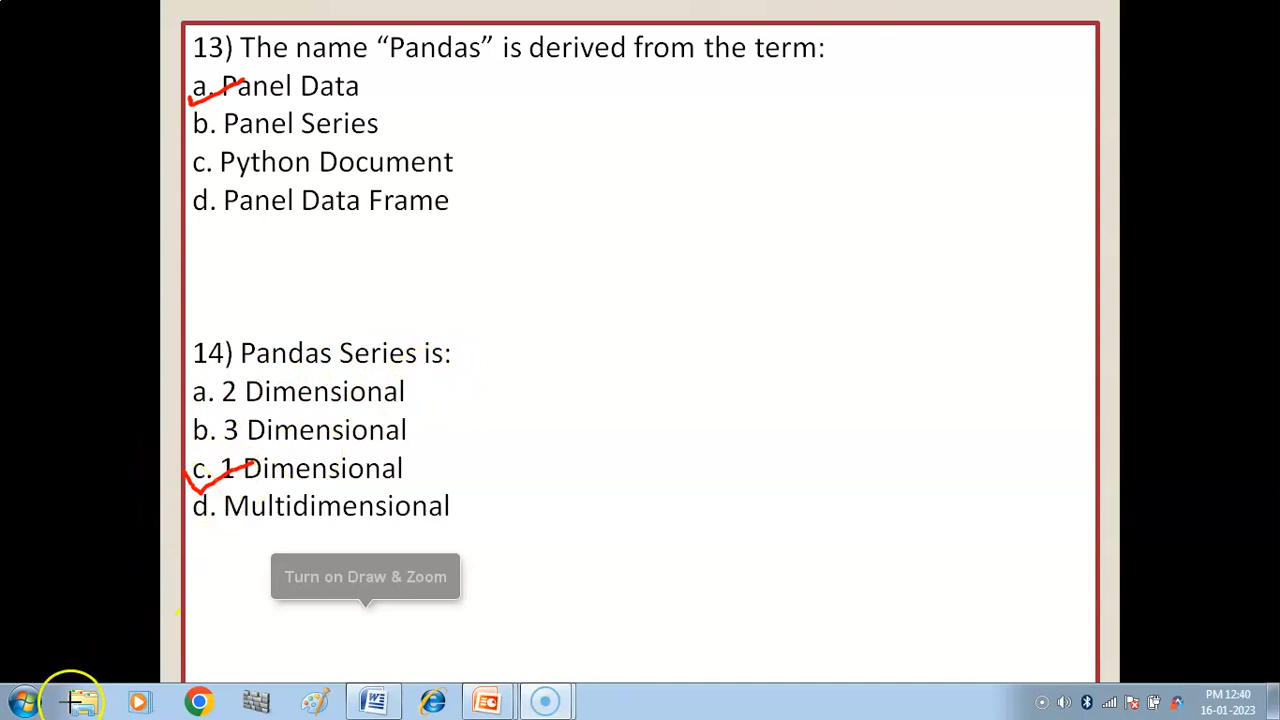 13) The name “Pandas” is derived from the term:
a. Panel Data
b. Panel Series
c. Python Document
d. Panel Data Frame
14) Pandas Series is:
a. 2 Dimensional
b. 3 Dimensional
c. 1 Dimensional
d. Multidimensional
Turn on Draw & Zoom
PM 12:40
16-01-2023